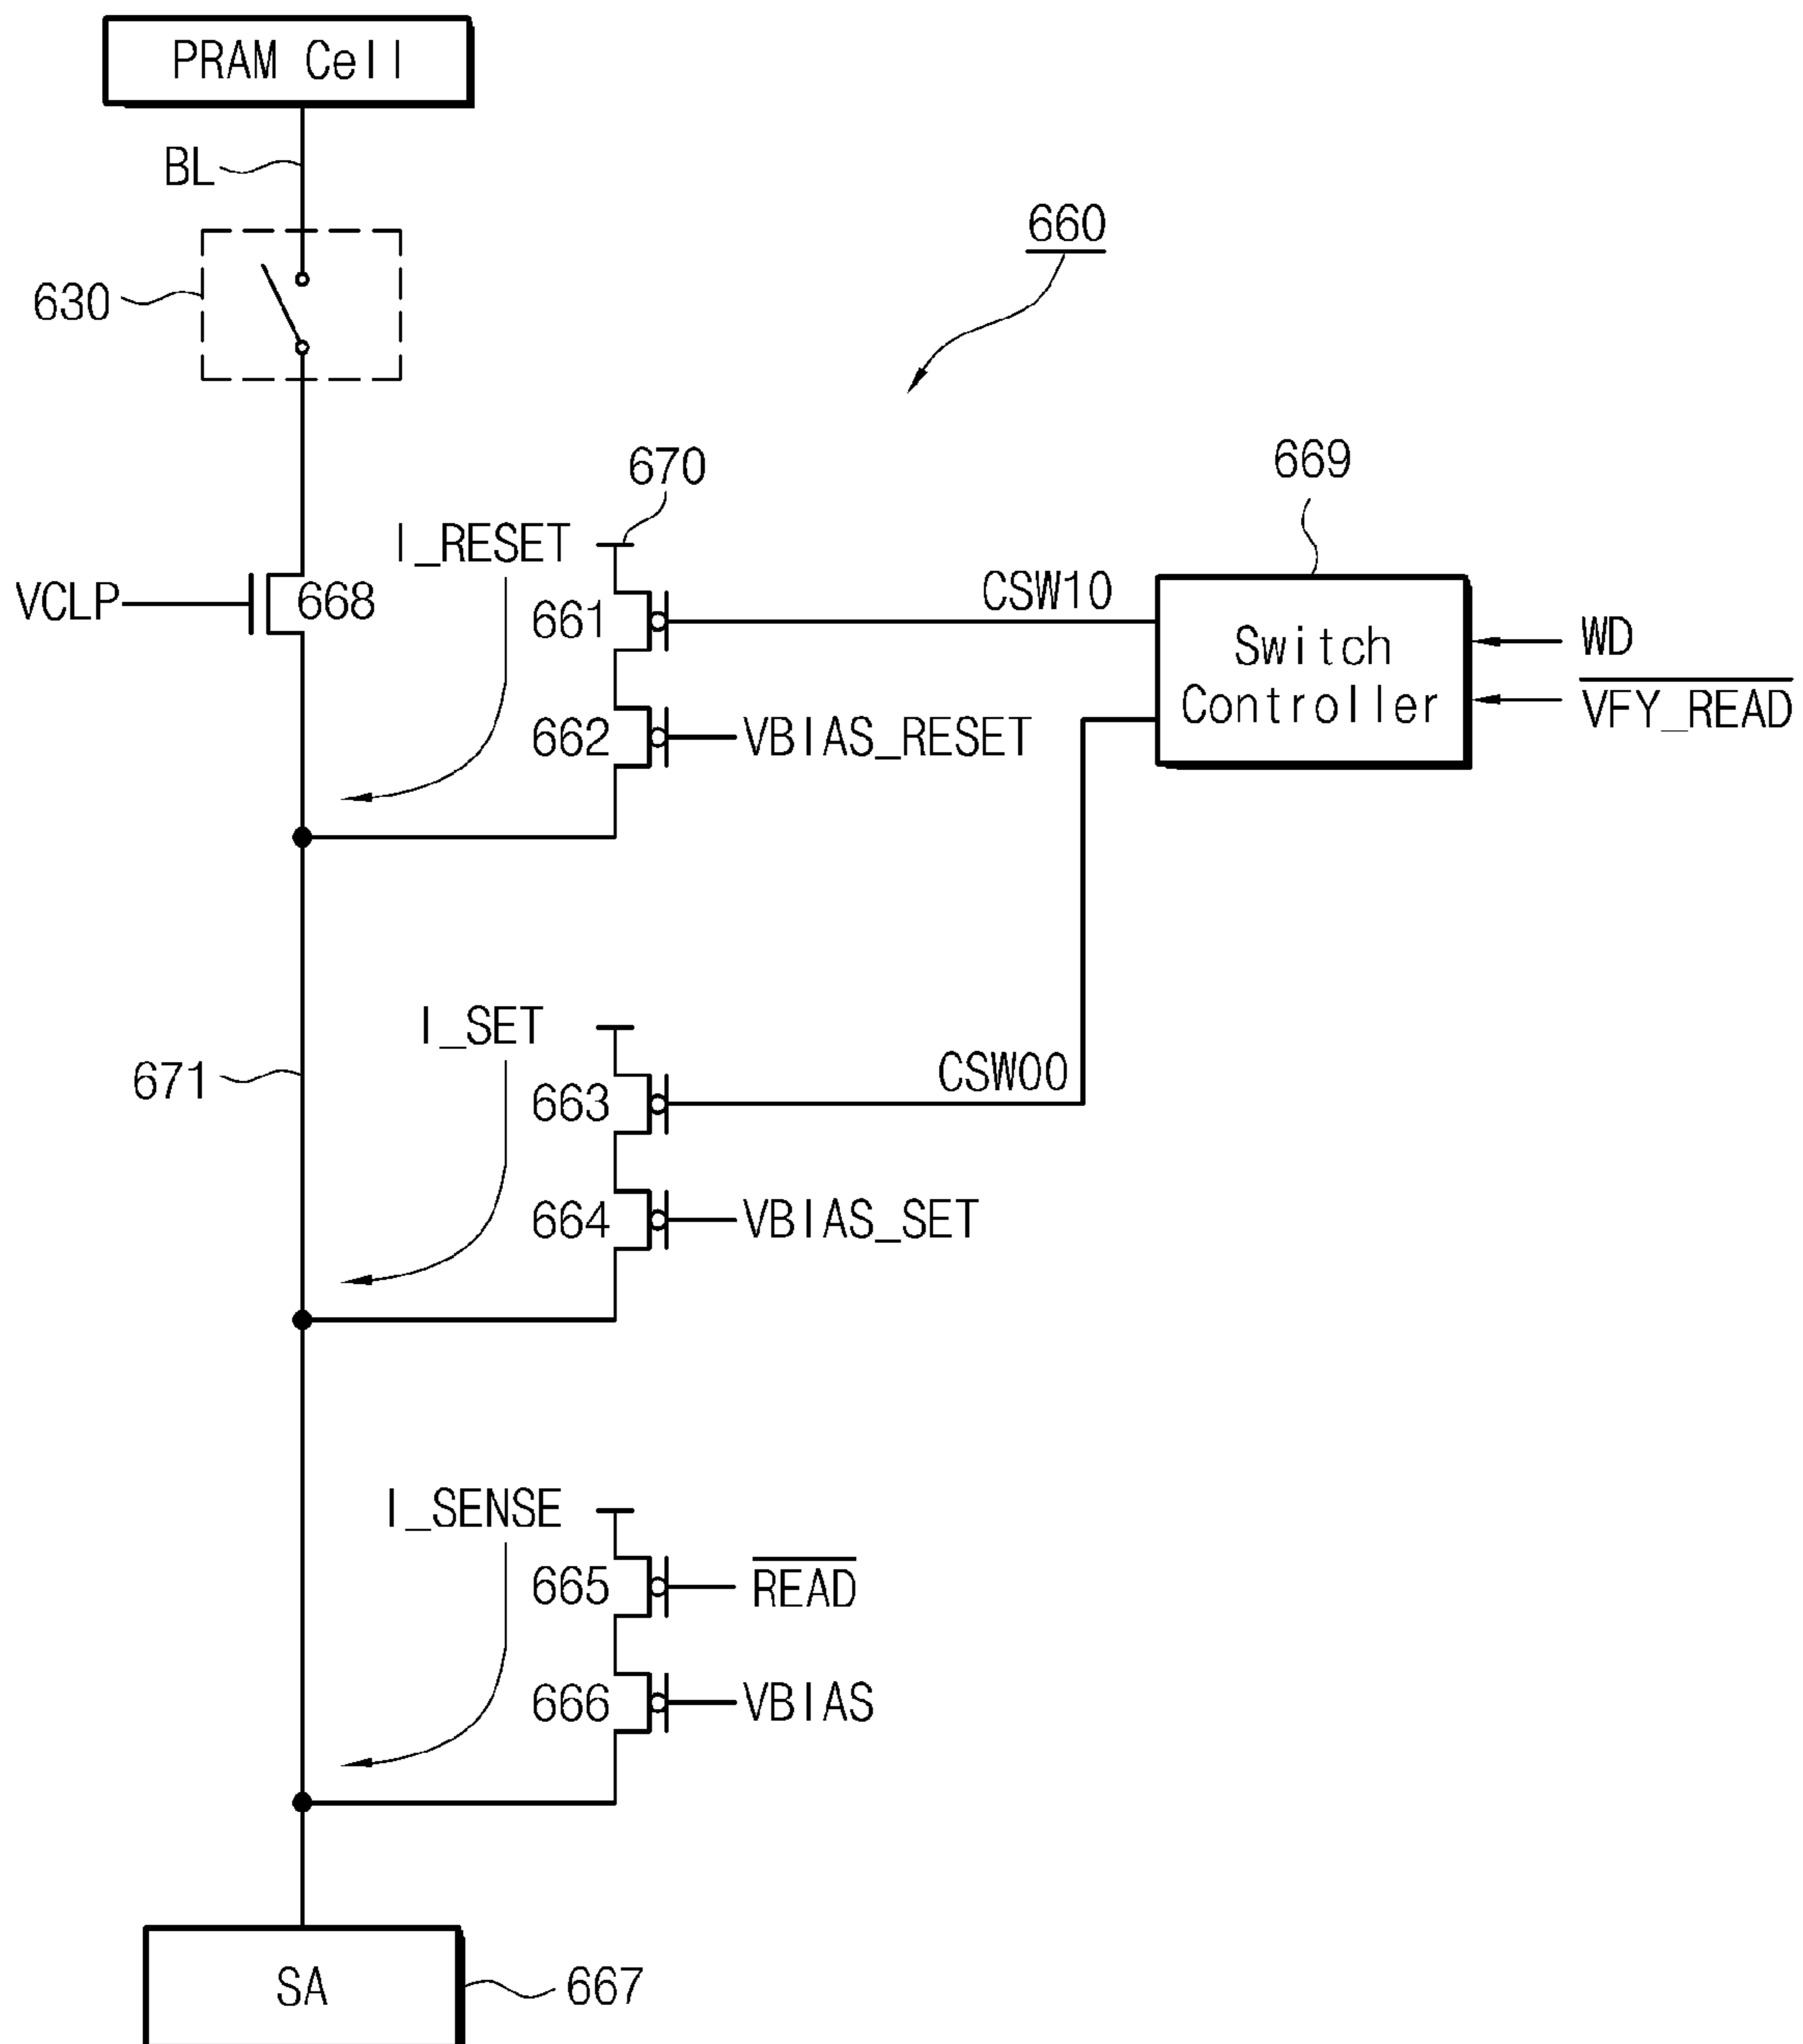 PRAM Cell
BL
660
630
670
669
I_RESET
CSW10
VCLP
668
661
Switch
Controller
WD
VFY_READ
662
VBIAS_RESET
I_SET
671
663
CSW00
664
VBIAS_SET
I_SENSE
665
READ
666
VBIAS
SA
667